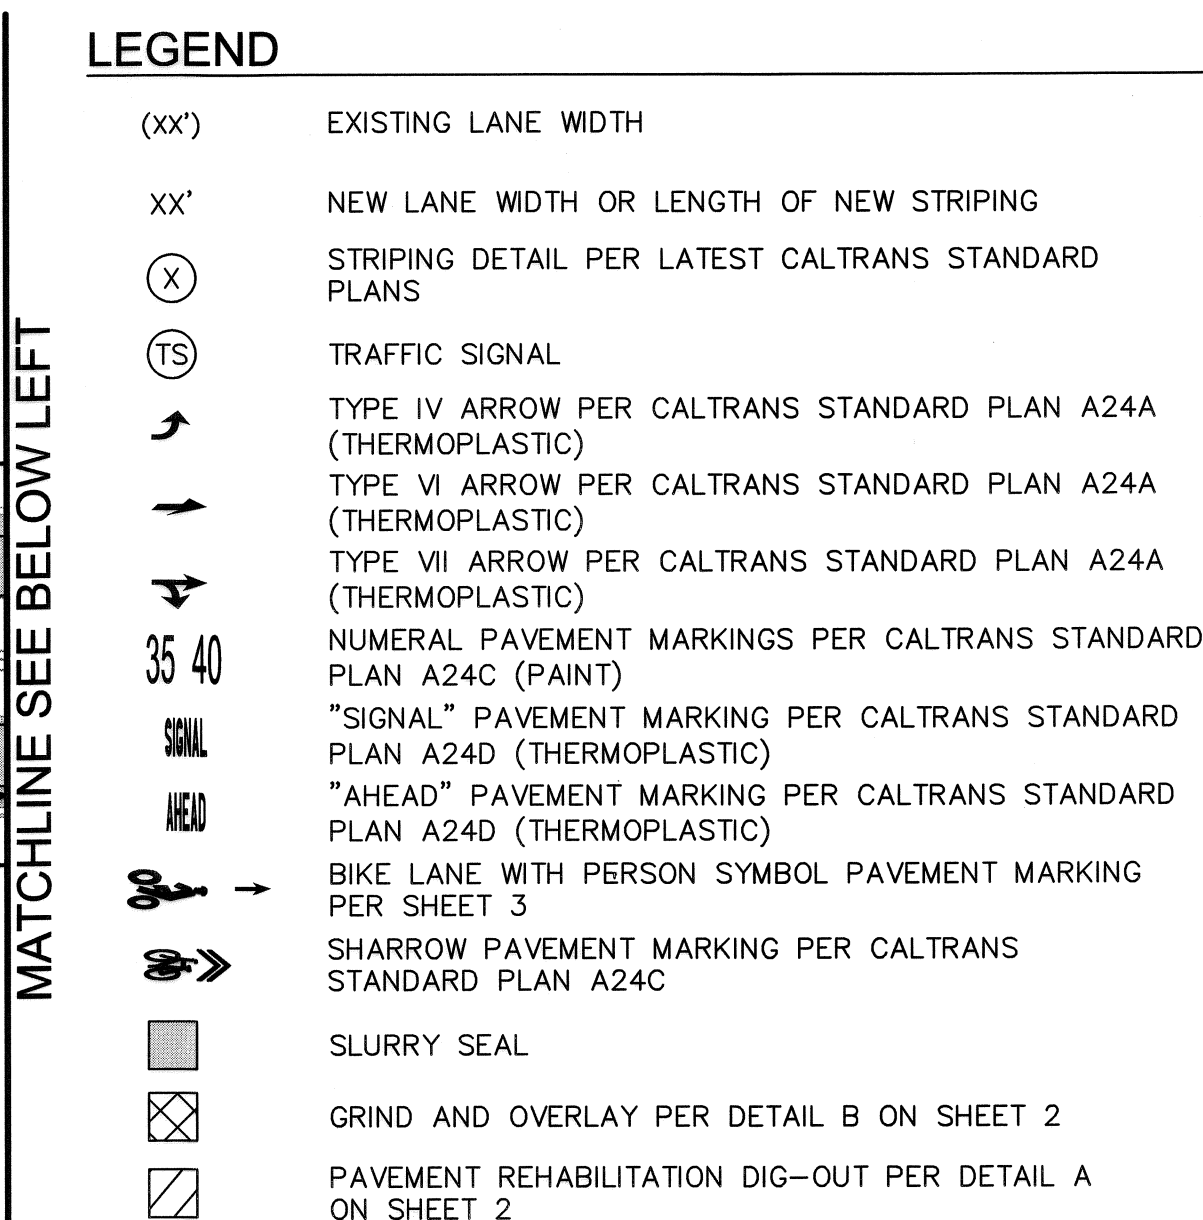 LEGEND
(XX') EXISTING LANE WIDTH
XX' NEW LANE WIDTH OR LENGTH OF NEW STRIPING
X STRIPING DETAIL PER LATEST CALTRANS STANDARD
PLANS
TS TRAFFIC SIGNAL
TYPE IV ARROW PER CALTRANS STANDARD PLAN A24A
(THERMOPLASTIC)
TYPE VI ARROW PER CALTRANS STANDARD PLAN A24A
(THERMOPLASTIC)
TYPE VII ARROW PER CALTRANS STANDARD PLAN A24A
(THERMOPLASTIC)
35 40 NUMERAL PAVEMENT MARKINGS PER CALTRANS STANDARD
PLAN A24C (PAINT)
SIGNAL "SIGNAL" PAVEMENT MARKING PER CALTRANS STANDARD
PLAN A24D (THERMOPLASTIC)
AHEAD "AHEAD" PAVEMENT MARKING PER CALTRANS STANDARD
PLAN A24D (THERMOPLASTIC)
BIKE LANE WITH PERSON SYMBOL PAVEMENT MARKING
PER SHEET 3
SHARROW PAVEMENT MARKING PER CALTRANS
STANDARD PLAN A24C
SLURRY SEAL
GRIND AND OVERLAY PER DETAIL B ON SHEET 2
PAVEMENT REHABILITATION DIG-OUT PER DETAIL A
ON SHEET 2
MATCHLINE SEE BELOW LEFT